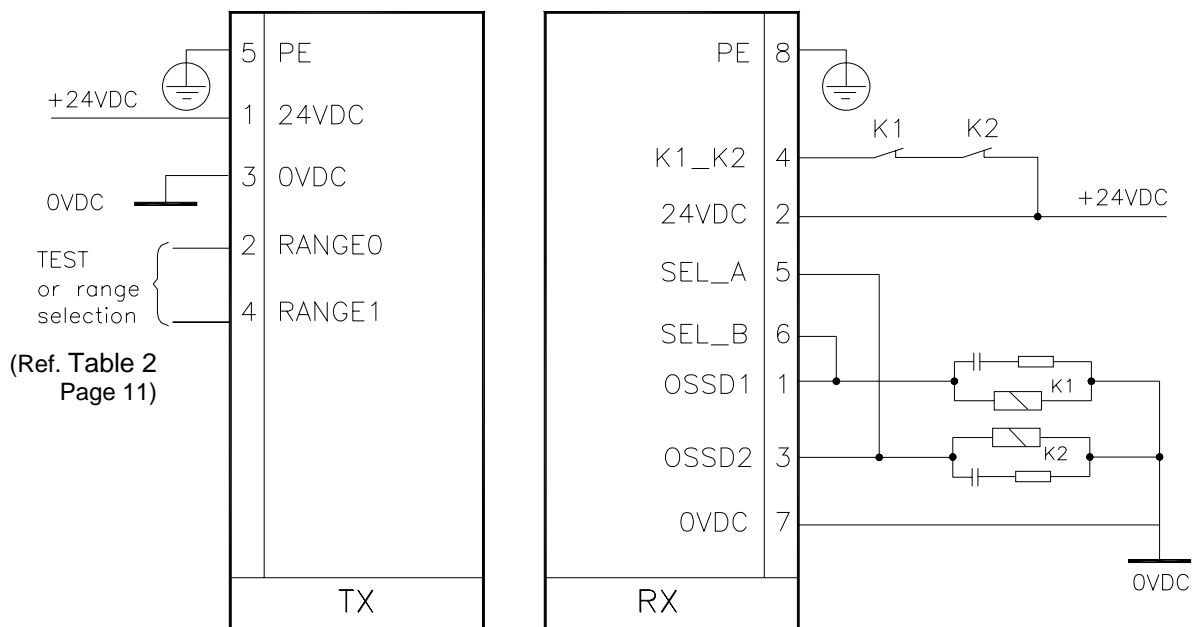 5 PE
+24VDC
1 24VDC
3 0VDC
0VDC
2 RANGE0
TEST
or range
selection
4 RANGE1
(Ref. Table 2
Page 11)
TX
PE 8
K1 K2
K1_K2 4
24VDC 2
+24VDC
SEL_A 5
SEL_B 6
OSSD1 1
K1
OSSD2 3
K2
0VDC 7
0VDC
RX